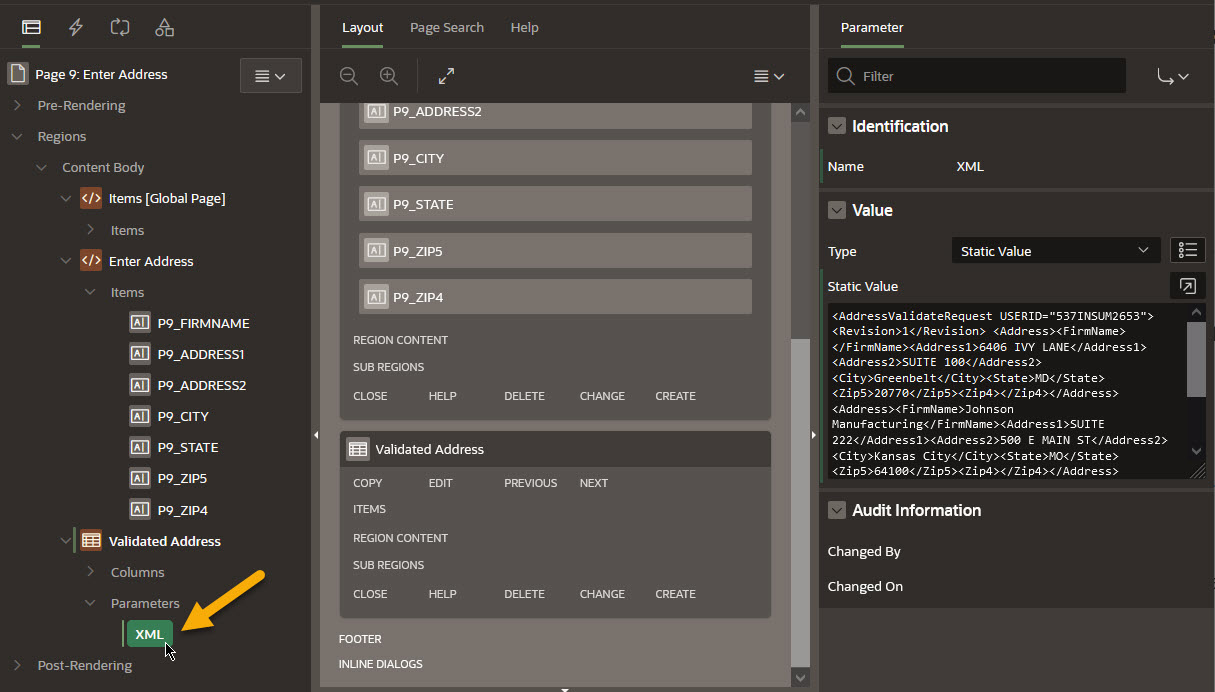 Page 9: Enter Address
Pre-Rendering
Regions
Content Body
Items [Global Page]
Items
Enter Address
Items
P9_FIRMNAME
P9_ADDRESS1
P9_ADDRESS2
P9_CITY
P9_STATE
P9_ZIP5
P9_ZIP4
Validated Address
Columns
Parameters
XML
Post-Rendering
Layout Page Search Help
P9_ADDRESS2
P9_CITY
P9_STATE
P9_ZIP5
P9_ZIP4
REGION CONTENT
SUB REGIONS
CLOSE HELP DELETE CHANGE CREATE
Validated Address
COPY EDIT PREVIOUS NEXT
ITEMS
REGION CONTENT
SUB REGIONS
CLOSE HELP DELETE CHANGE CREATE
FOOTER
INLINE DIALOGS
Parameter
Filter
Identification
Name XML
Value
Type Static Value
Static Value
<AddressValidateRequest USERID="537INSUM2653">
<Revision>1</Revision> <Address><FirmName>
</FirmName><Address1>6406 IVY LANE</Address1>
<Address2>SUITE 100</Address2>
<City>Greenbelt</City><State>MD</State>
<Zip5>20770</Zip5><Zip4></Zip4></Address>
<Address><FirmName>Johnson
Manufacturing</FirmName><Address1>SUITE
222</Address1><Address2>500 E MAIN ST</Address2>
<City>Kansas City</City><State>MO</State>
<Zip5>64100</Zip5><Zip4></Zip4></Address>
Audit Information
Changed By
Changed On